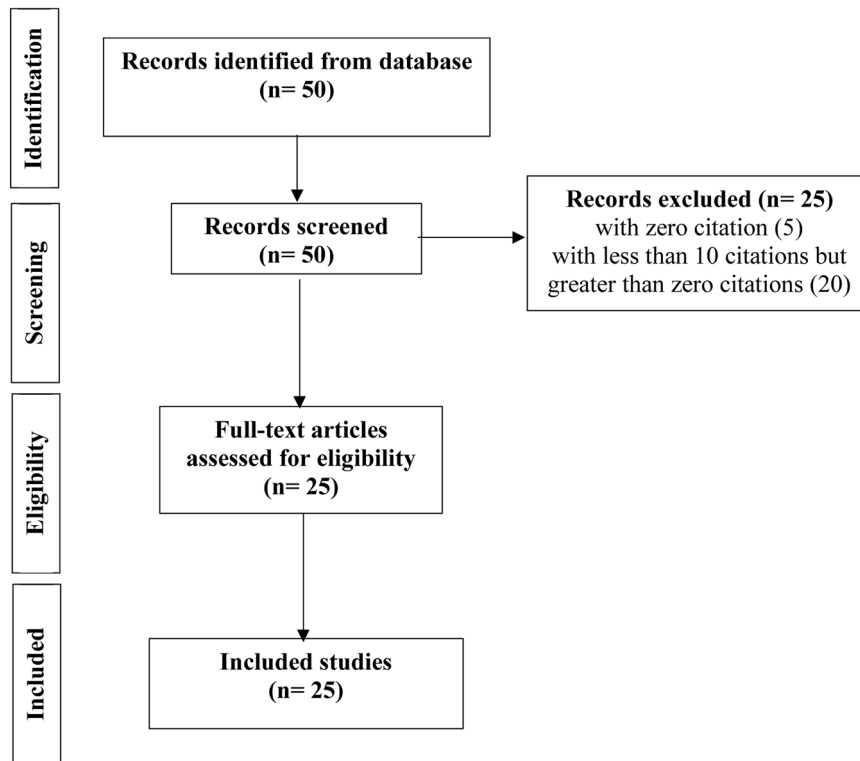 Identification
Records identified from database
(n= 50)
Screening
Records screened
(n= 50)
Records excluded (n= 25)
with zero citation (5)
with less than 10 citations but
greater than zero citations (20)
Eligibility
Full-text articles
assessed for eligibility
(n= 25)
Included
Included studies
(n= 25)